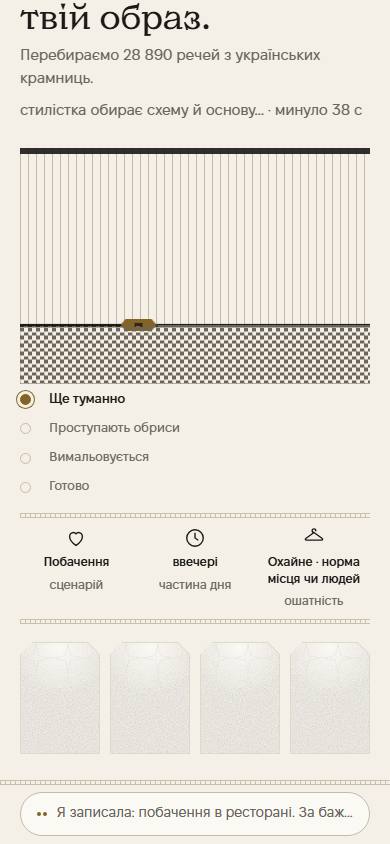 твій образ.
Перебираємо 28 890 речей з українських
крамниць.
стилістка обирає схему й основу... · минуло 38 с
Ще туманно
Проступають обриси
Вимальовується
Готово
Побачення
сценарій
ввечері
частина дня
Охайне · норма
місця чи людей
ошатність
Я записала: побачення в ресторані. За баж...